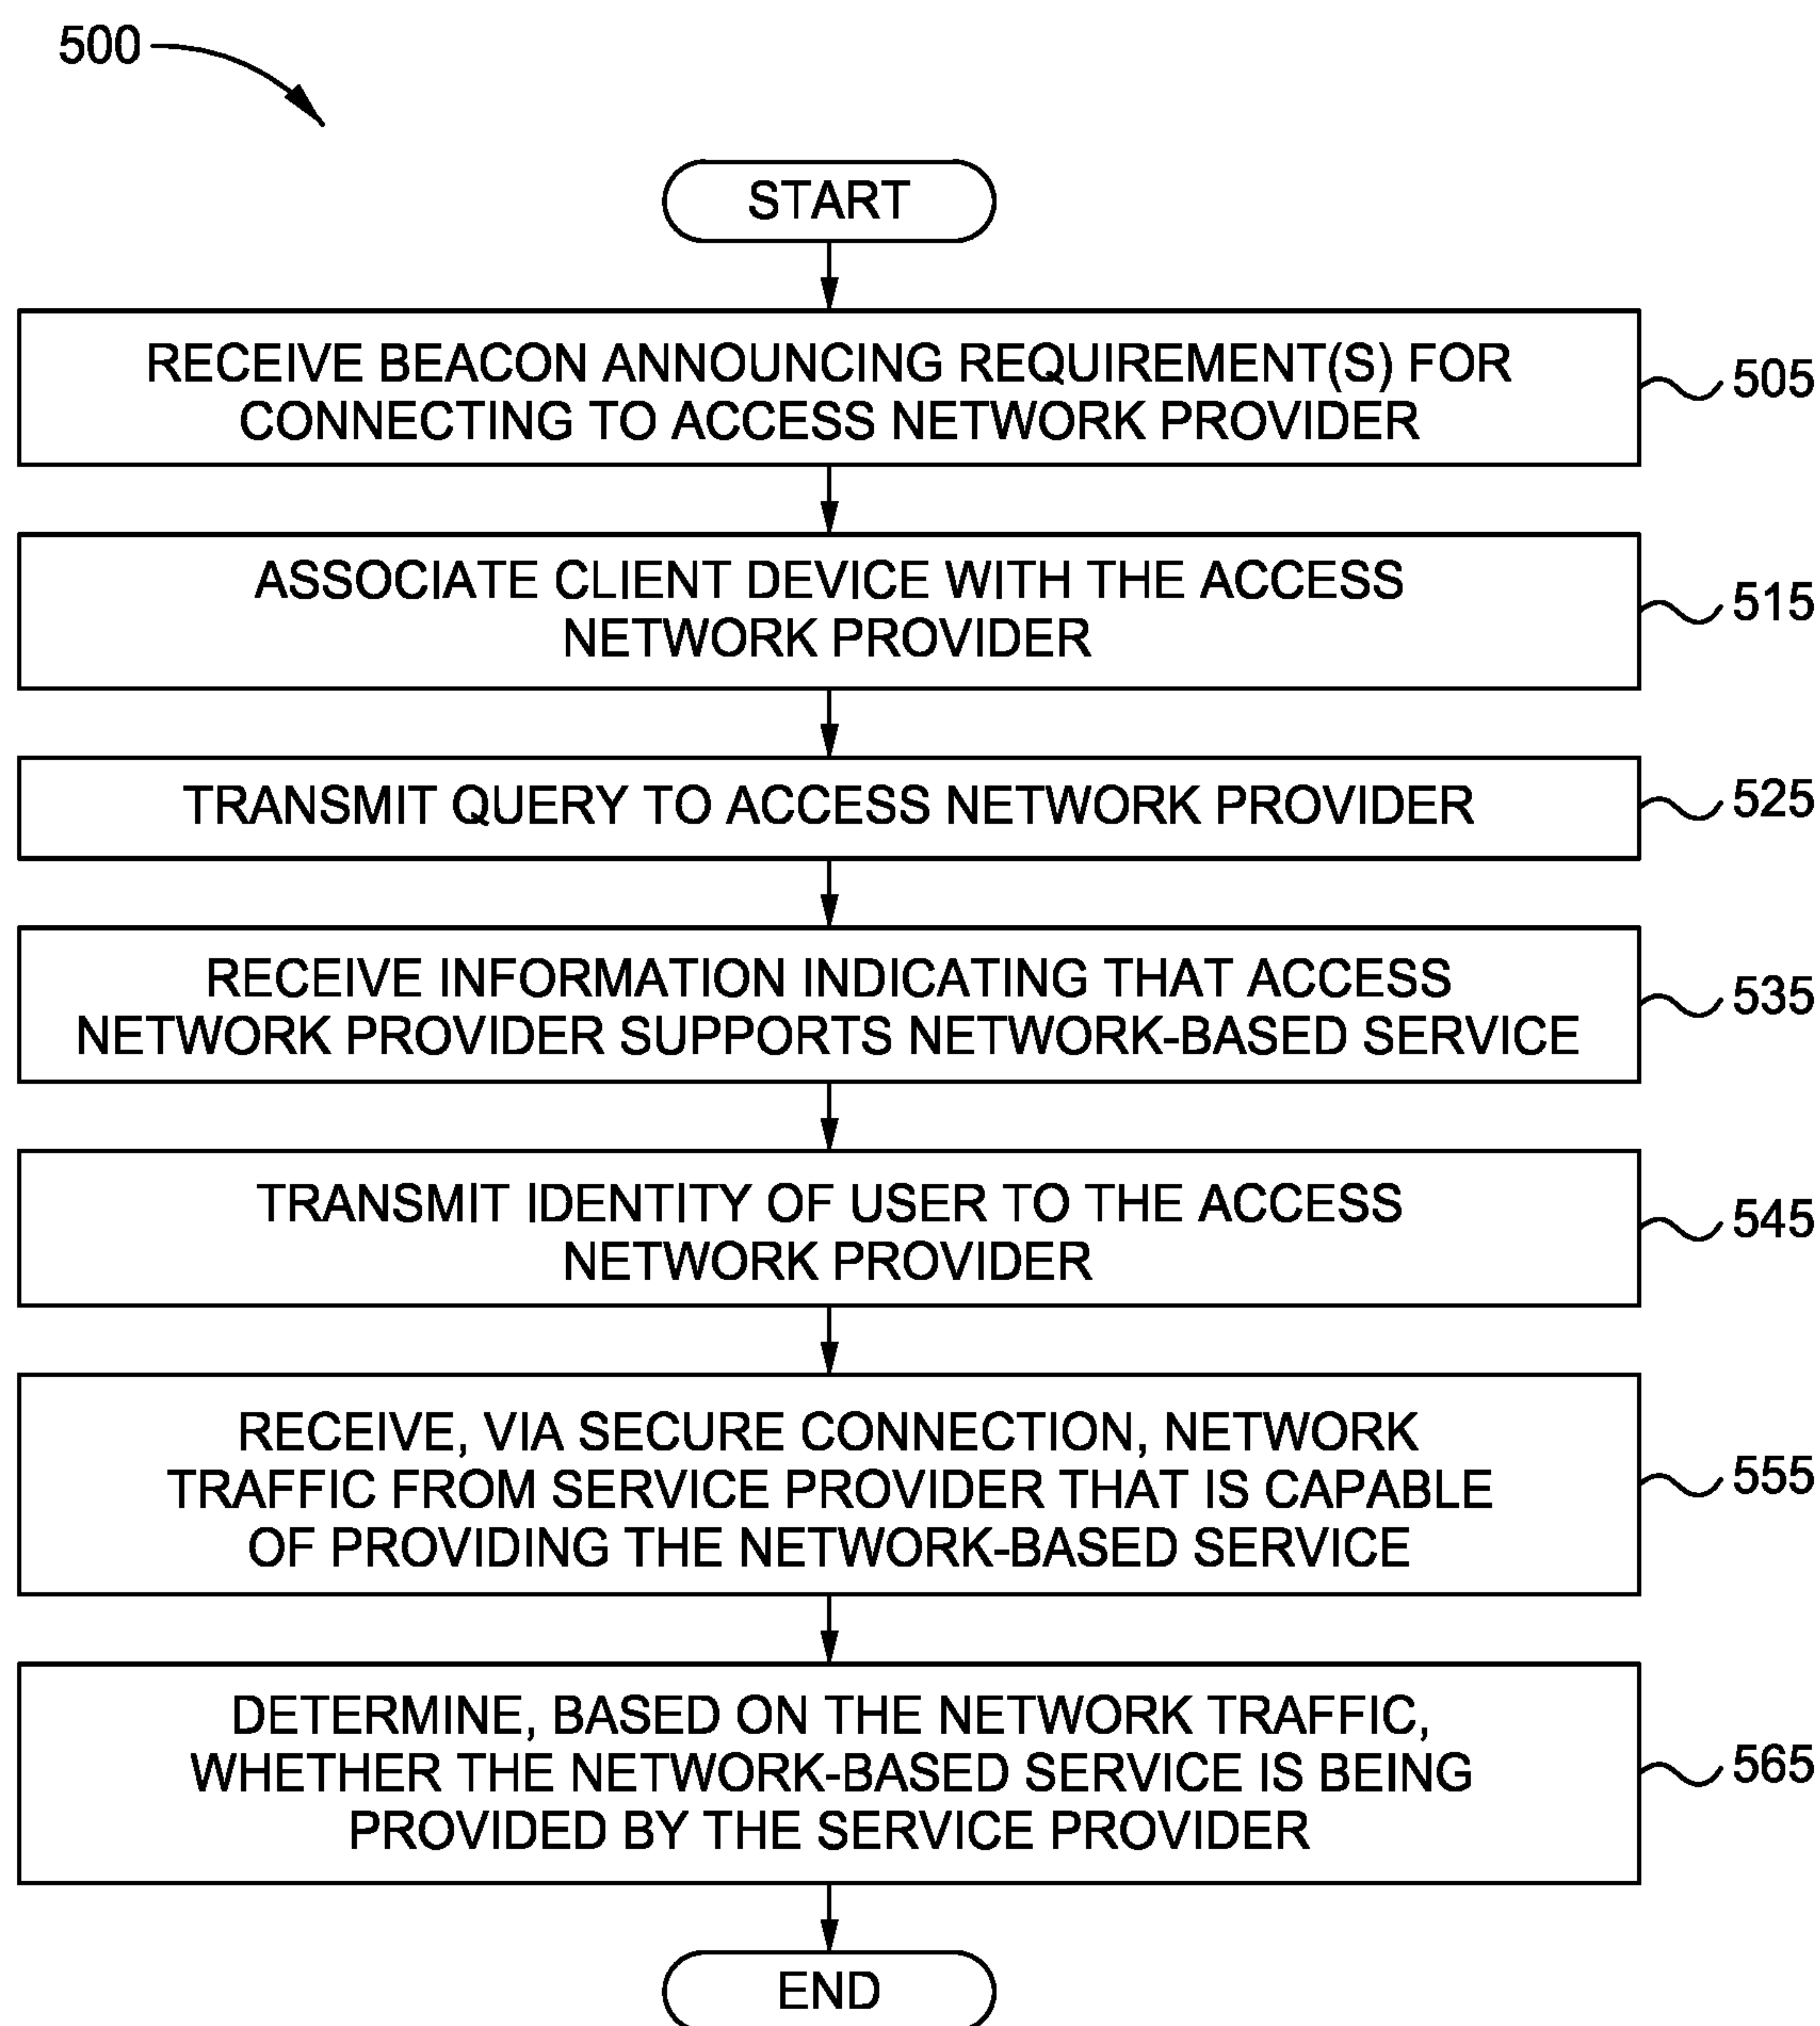 500
START
RECEIVE BEACON ANNOUNCING REQUIREMENT(S) FOR
CONNECTING TO ACCESS NETWORK PROVIDER
505
ASSOCIATE CLIENT DEVICE WITH THE ACCESS
NETWORK PROVIDER
515
TRANSMIT QUERY TO ACCESS NETWORK PROVIDER
525
RECEIVE INFORMATION INDICATING THAT ACCESS
NETWORK PROVIDER SUPPORTS NETWORK-BASED SERVICE
535
TRANSMIT IDENTITY OF USER TO THE ACCESS
NETWORK PROVIDER
545
RECEIVE, VIA SECURE CONNECTION, NETWORK
TRAFFIC FROM SERVICE PROVIDER THAT IS CAPABLE
OF PROVIDING THE NETWORK-BASED SERVICE
555
DETERMINE, BASED ON THE NETWORK TRAFFIC,
WHETHER THE NETWORK-BASED SERVICE IS BEING
PROVIDED BY THE SERVICE PROVIDER
565
END